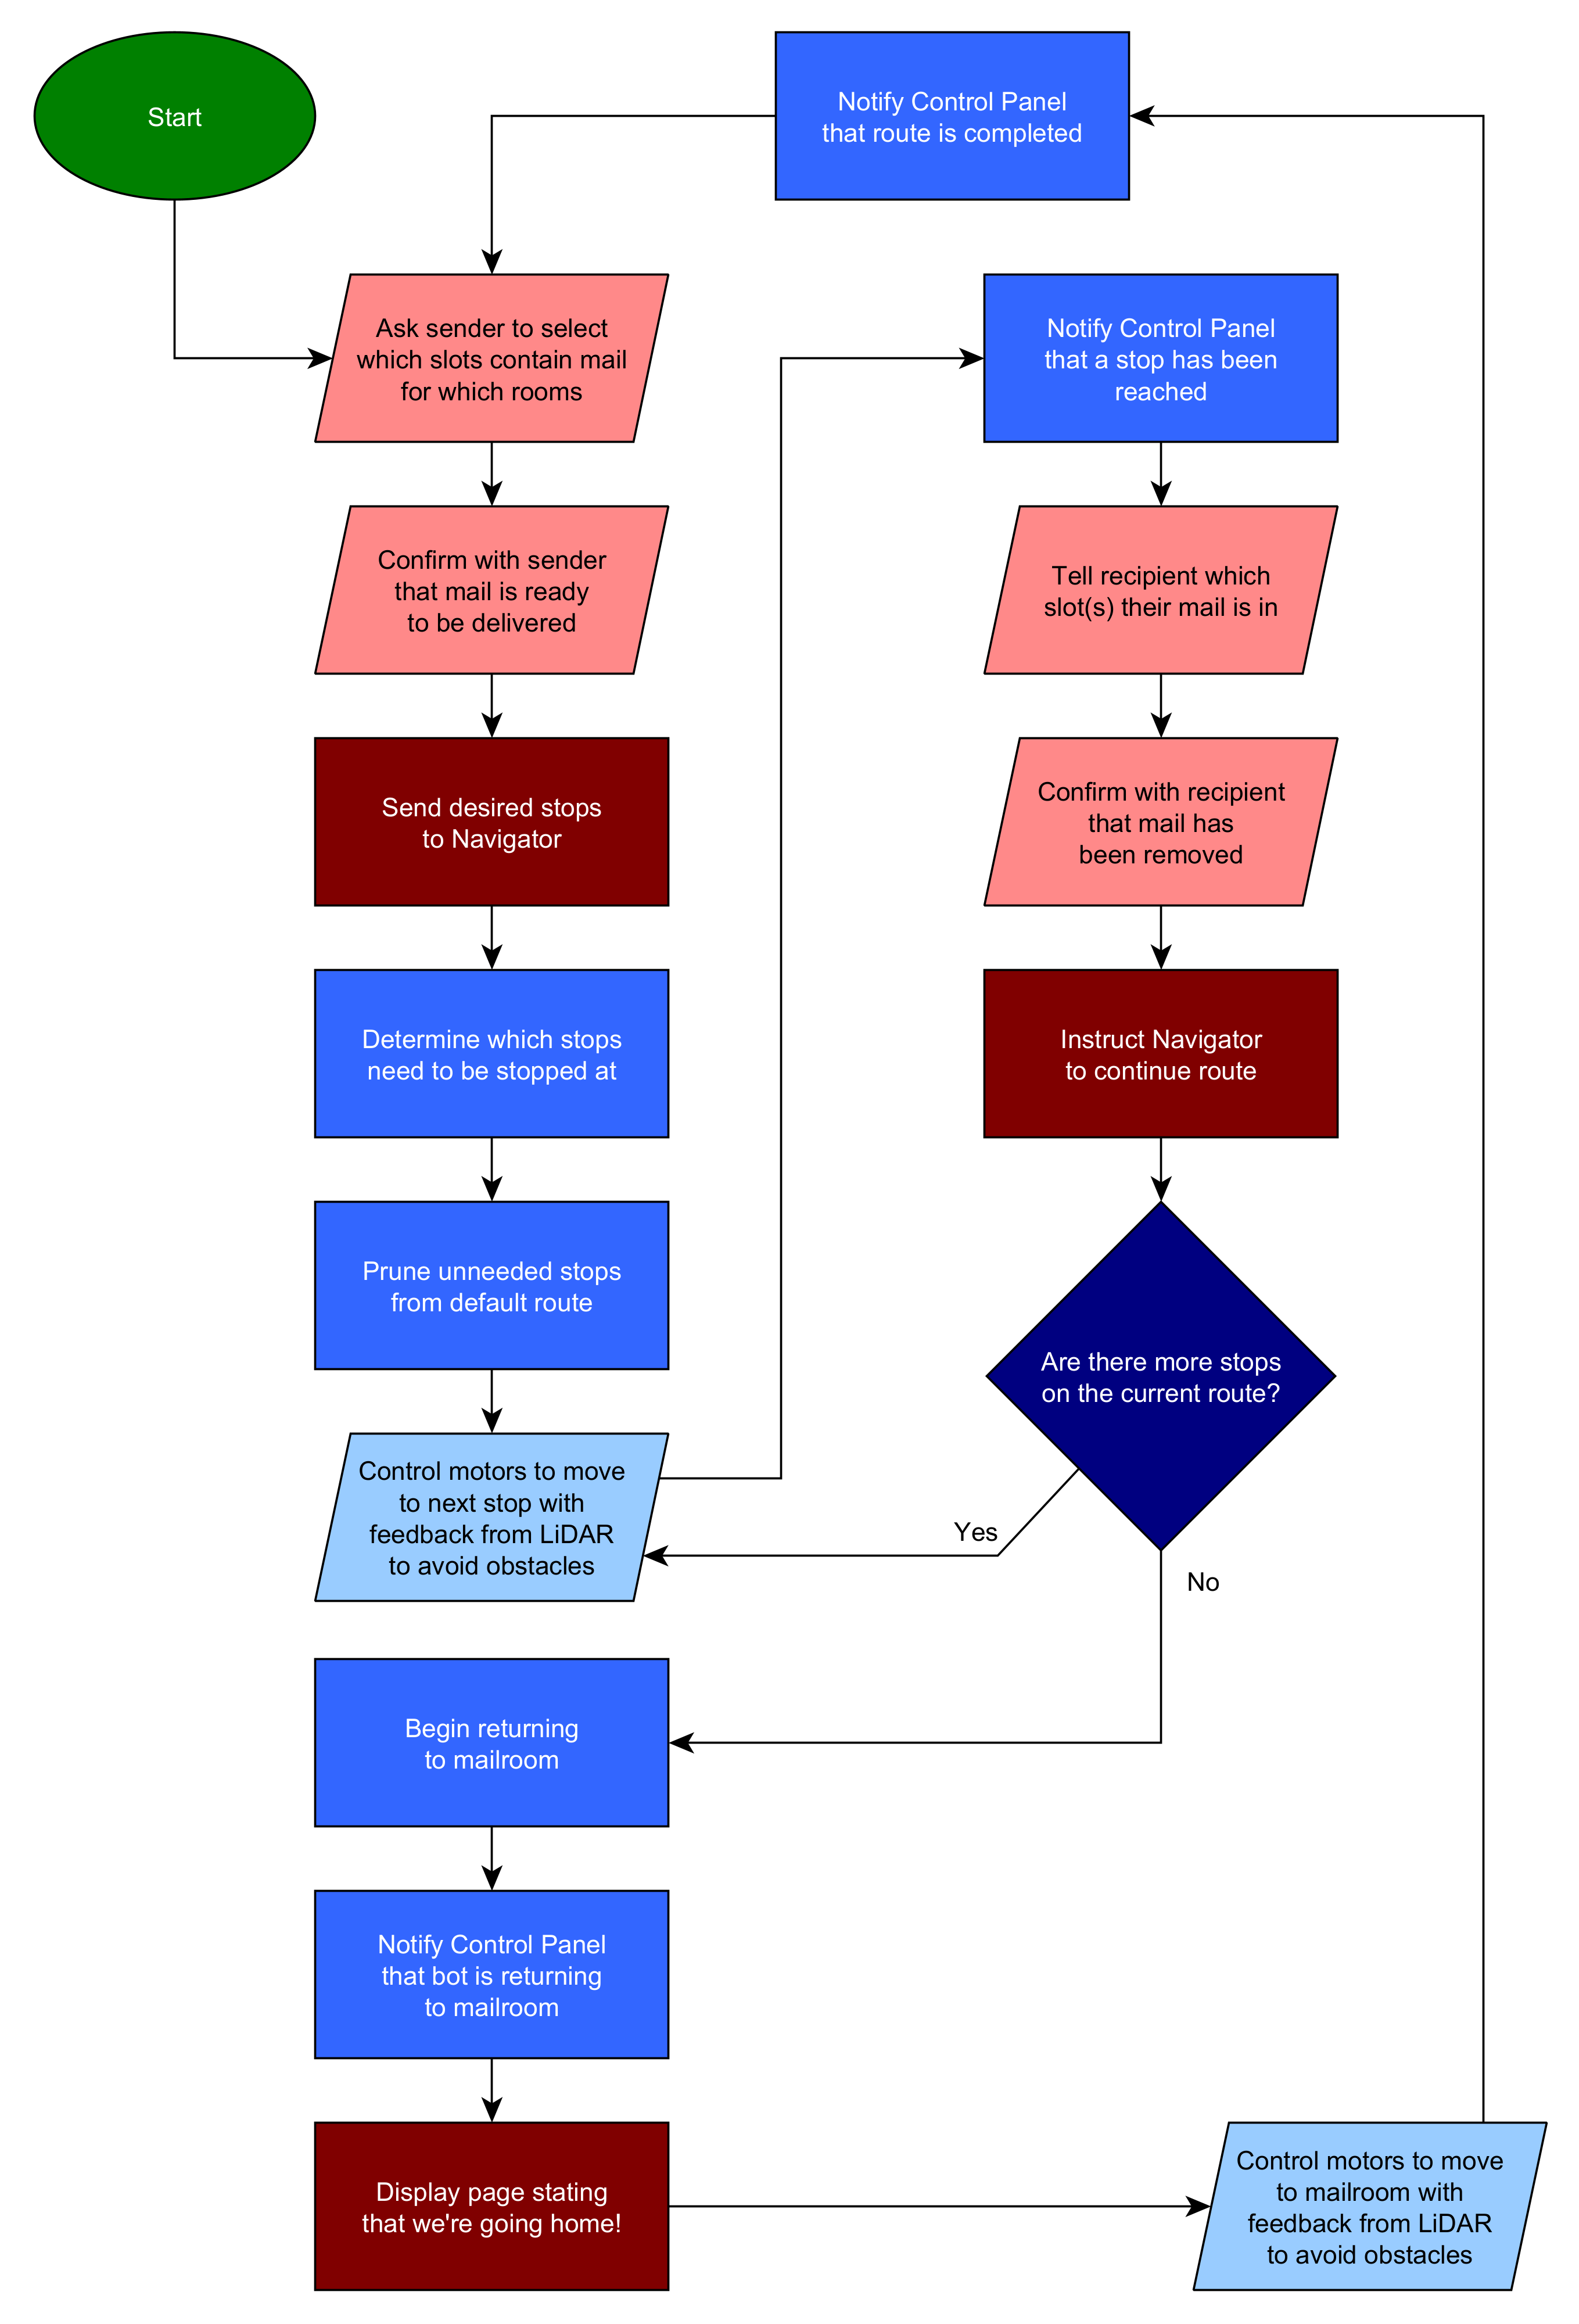 Start
Notify Control Panel
that route is completed
Ask sender to select
which slots contain mail
for which rooms
Notify Control Panel
that a stop has been
reached
Confirm with sender
that mail is ready
to be delivered
Tell recipient which
slot(s) their mail is in
Send desired stops
to Navigator
Confirm with recipient
that mail has
been removed
Determine which stops
need to be stopped at
Instruct Navigator
to continue route
Prune unneeded stops
from default route
Are there more stops
on the current route?
Control motors to move
to next stop with
feedback from LiDAR
to avoid obstacles
Yes
No
Begin returning
to mailroom
Notify Control Panel
that bot is returning
to mailroom
Display page stating
that we're going home!
Control motors to move
to mailroom with
feedback from LiDAR
to avoid obstacles